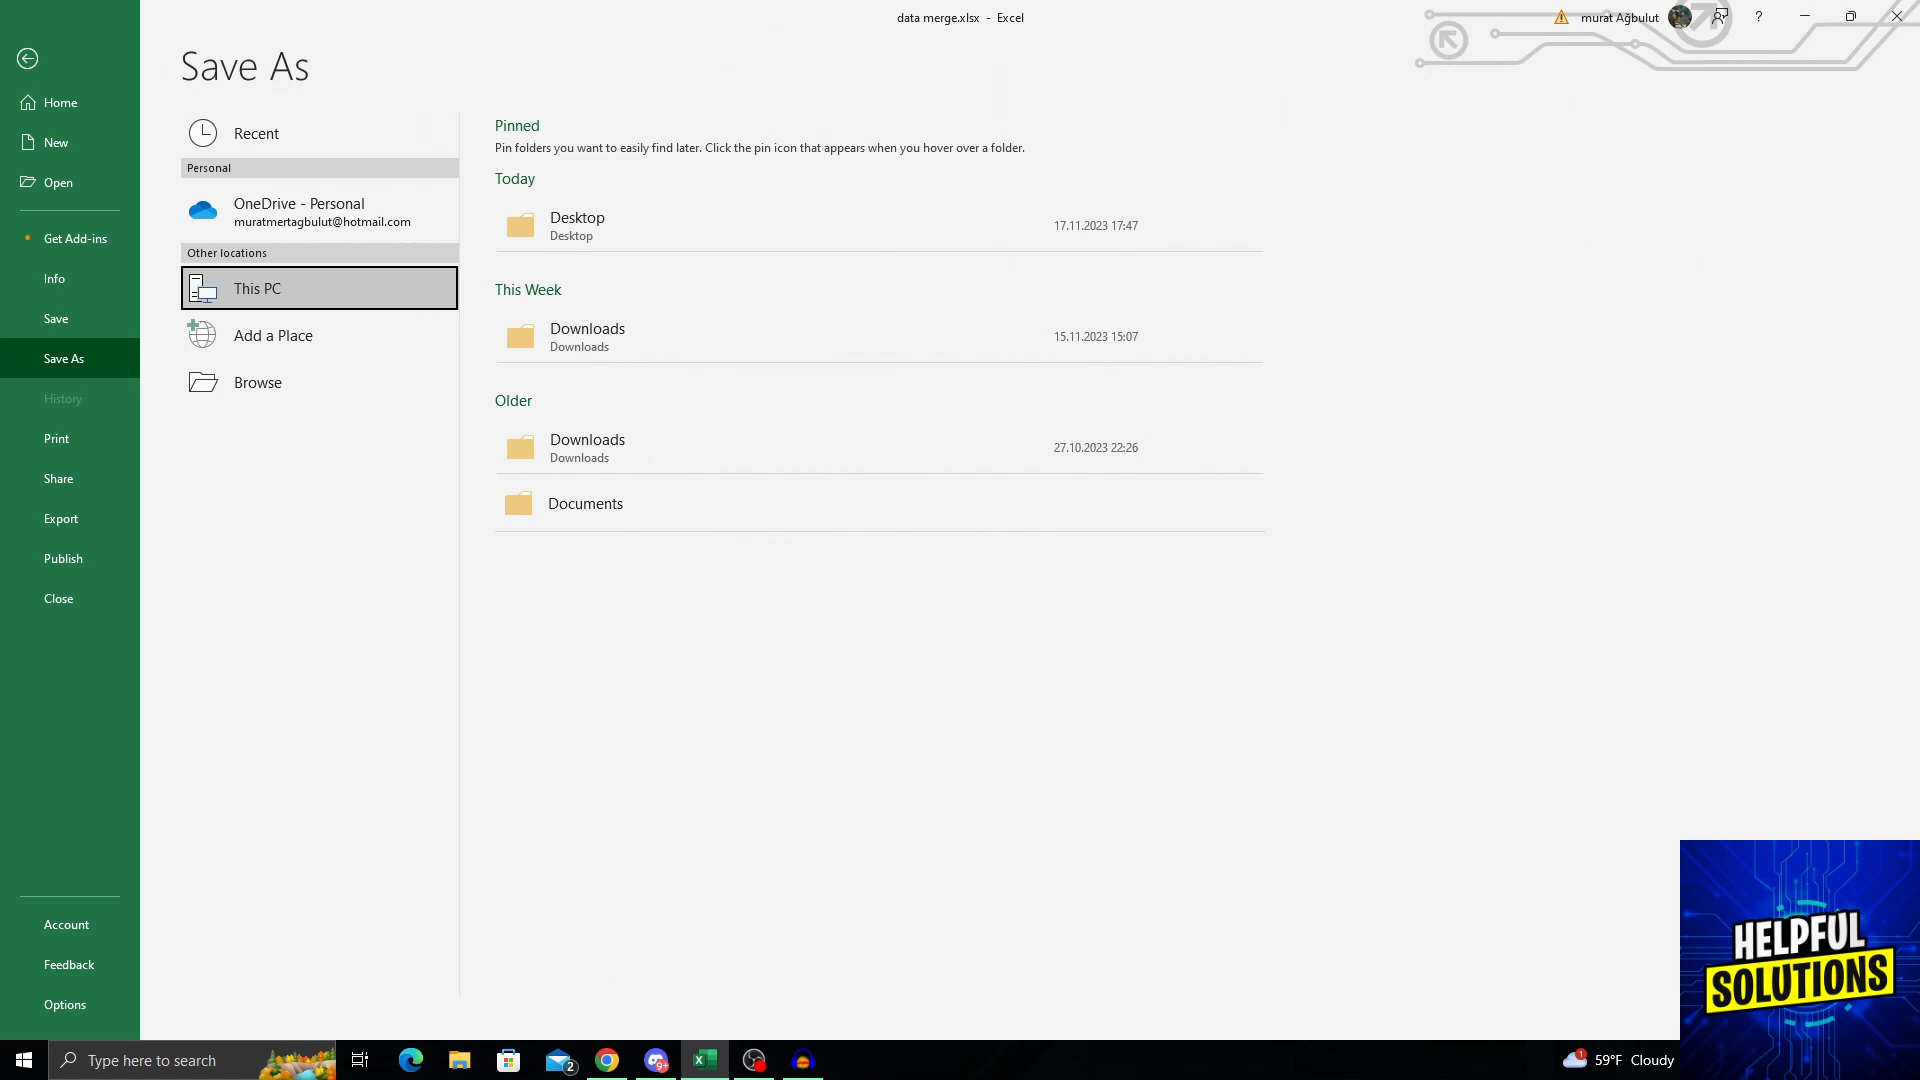 data merge.xlsx - Excel
murat Ağbulut
?
Save As
Home
New
Open
Get Add-ins
Info
Save
Save As
History
Print
Share
Export
Publish
Close
Account
Feedback
Options
Recent
Personal
OneDrive - Personal
muratmertagbulut@hotmail.com
Other locations
This PC
Add a Place
Browse
Pinned
Pin folders you want to easily find later. Click the pin icon that appears when you hover over a folder.
Today
Desktop
Desktop
17.11.2023 17:47
This Week
Downloads
Downloads
15.11.2023 15:07
Older
Downloads
Downloads
27.10.2023 22:26
Documents
HELPFUL
SOLUTIONS
Type here to search
2
9+
X
1
59°F Cloudy